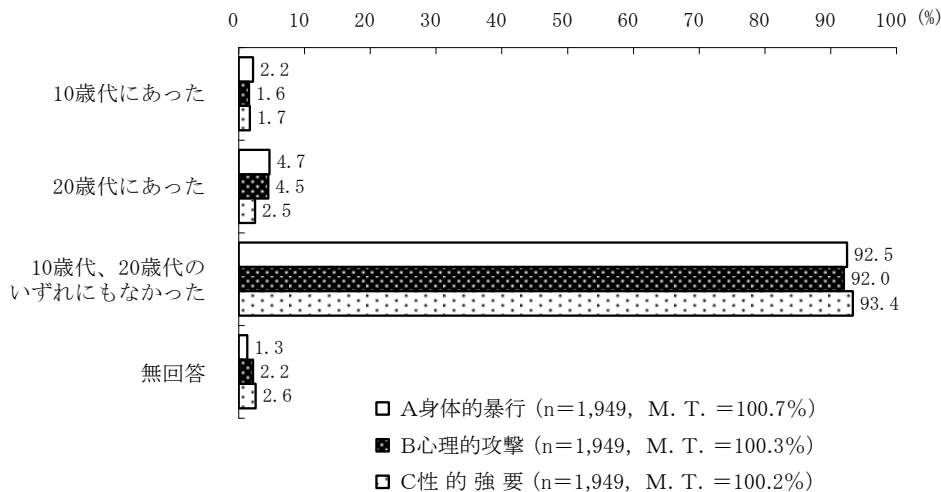 0 10 20 30 40 50 60 70 80 90 100 (%)
10歳代にあった
2.2
1.6
1.7
20歳代にあった
4.7
4.5
2.5
10歳代、20歳代の
いずれにもなかった
92.5
92.0
93.4
無回答
1.3
2.2
2.6
A身体的暴行 (n＝1,949, M. T. ＝100.7%)
B心理的攻撃 (n＝1,949, M. T. ＝100.3%)
C性 的 強 要 (n＝1,949, M. T. ＝100.2%)